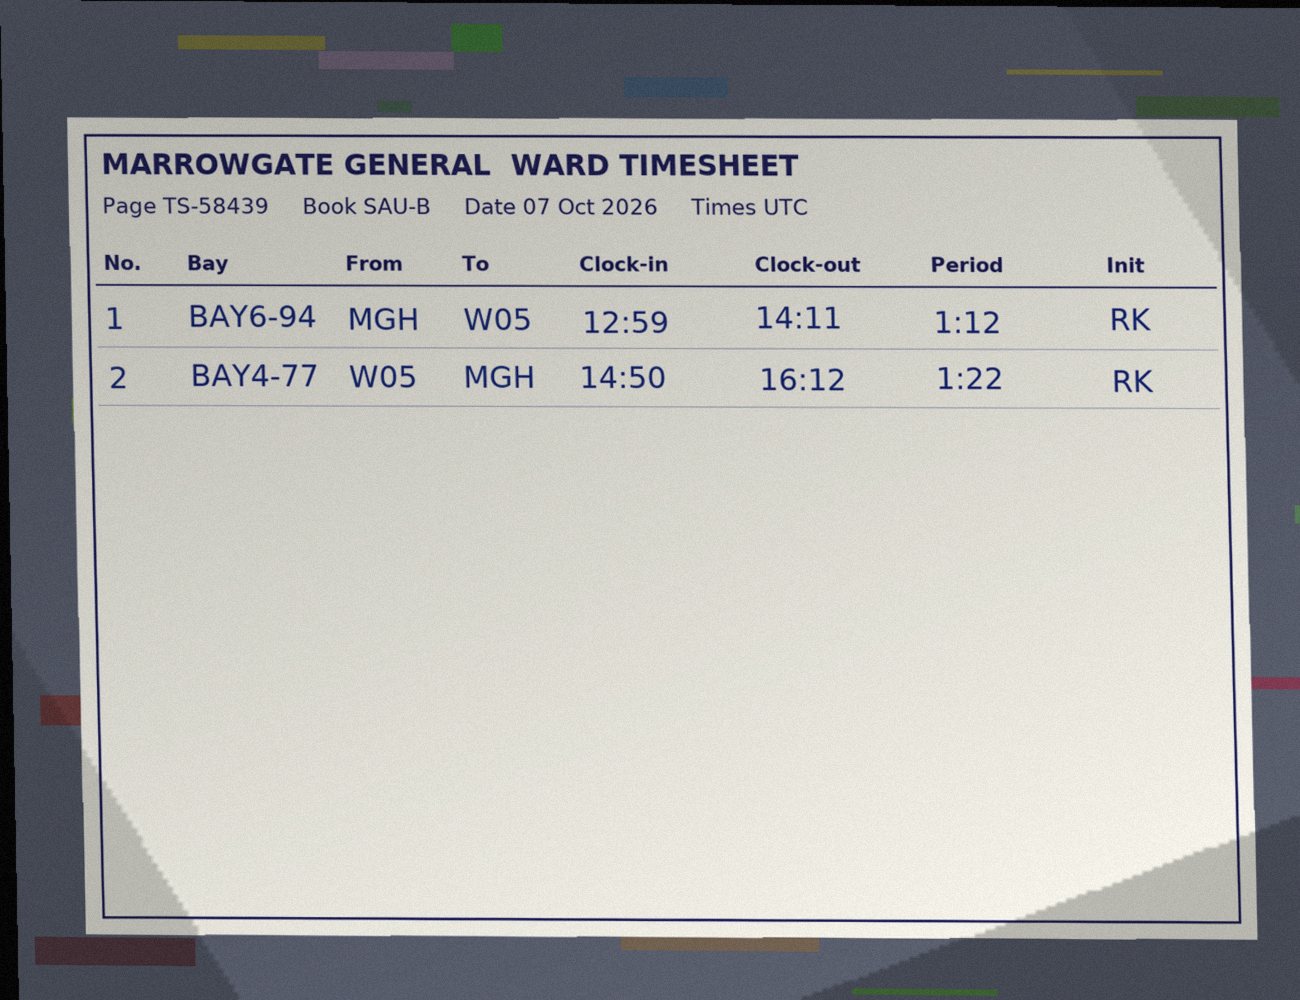 MARROWGATE GENERAL WARD TIMESHEET
Page TS-58439 Book SAU-B Date 07 Oct 2026 Times UTC
No. Bay From To Clock-in Clock-out Period Init
1 BAY6-94 MGH W05 12:59 14:11 1:12 RK
2 BAY4-77 W05 MGH 14:50 16:12 1:22 RK